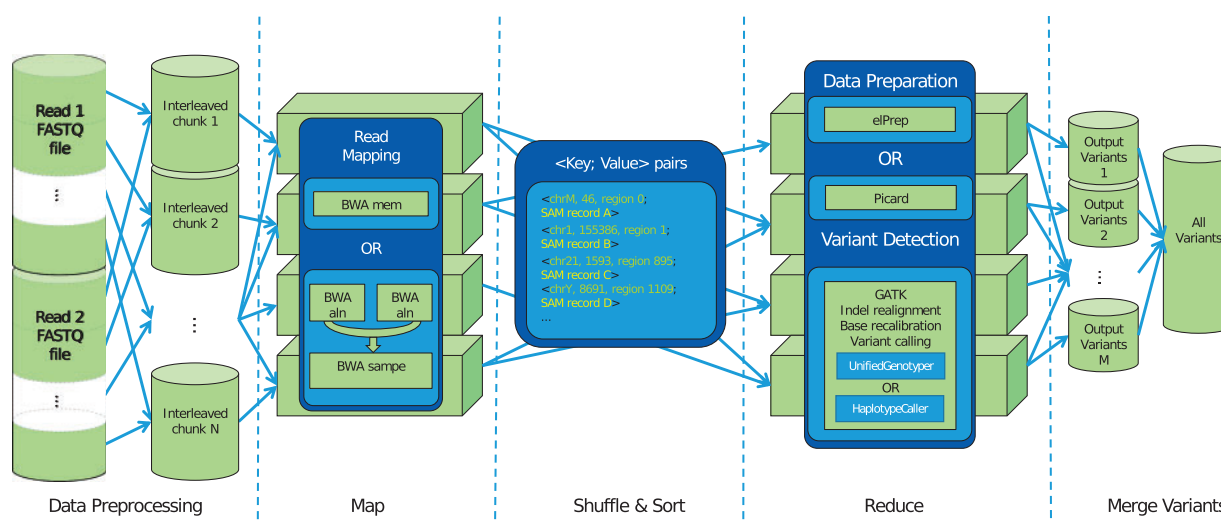 Read 1
FASTQ
file
...
Read 2
FASTQ
file
...
Interleaved
chunk 1
Interleaved
chunk 2
...
Interleaved
chunk N
Data Preprocessing
Read
Mapping
BWA mem
OR
BWA
aln
BWA
aln
BWA sampe
Map
<Key; Value> pairs
<chrM, 46, region 0;
SAM record A>
<chr1, 155386, region 1;
SAM record B>
<chr21, 1593, region 895;
SAM record C>
<chrY, 8691, region 1109;
SAM record D>
...
Shuffle & Sort
Data Preparation
elPrep
OR
Picard
Variant Detection
GATK
Indel realignment
Base recalibration
Variant calling
UnifiedGenotyper
OR
HaplotypeCaller
Reduce
Output
Variants
1
Output
Variants
2
...
Output
Variants
M
All
Variants
Merge Variants